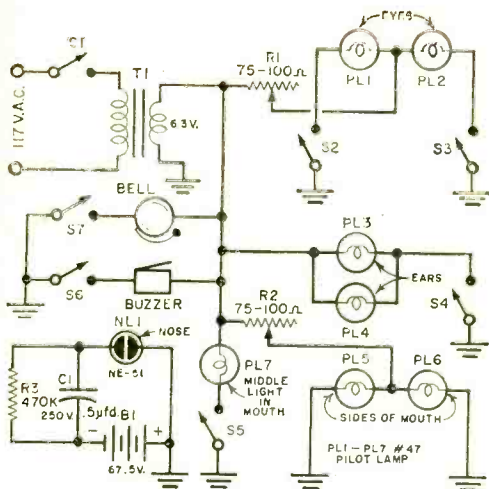 EYES
S1
R1
75-100Ω
T1
PL1
PL2
117 V.A.C.
6.3V.
S2
S3
BELL
S7
PL3
EARS
S6
BUZZER
R2
75-100Ω
PL4
S4
NL1
NOSE
PL7
PL5
PL6
NE-51
MIDDLE
LIGHT
IN
MOUTH
R3
470K
C1
250V.
.5µfd.
B1
SIDES OF MOUTH
S5
- +
67.5V.
PL1-PL7 #47
PILOT LAMP